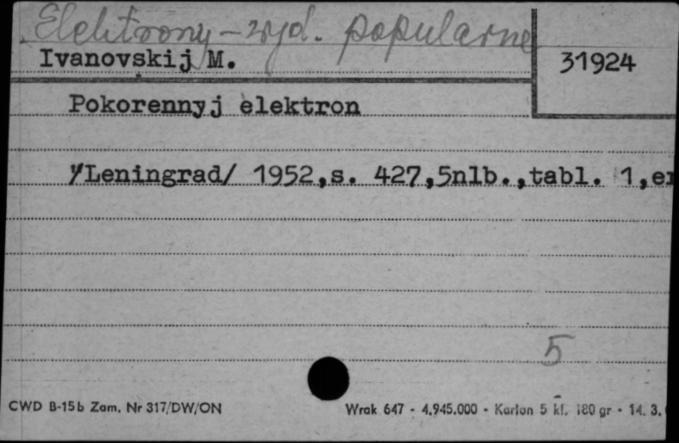 Elektrony - wyd. popularne
Ivanovskij M.
31924
Pokorennyj elektron
/Leningrad/ 1952,s. 427,5nlb.,tabl. 1,
5
CWD B-15b Zam. Nr 317/DW/ON
Wrak 647 - 4.945.000 - Karton 5 kl. 180 gr - 14. 3.